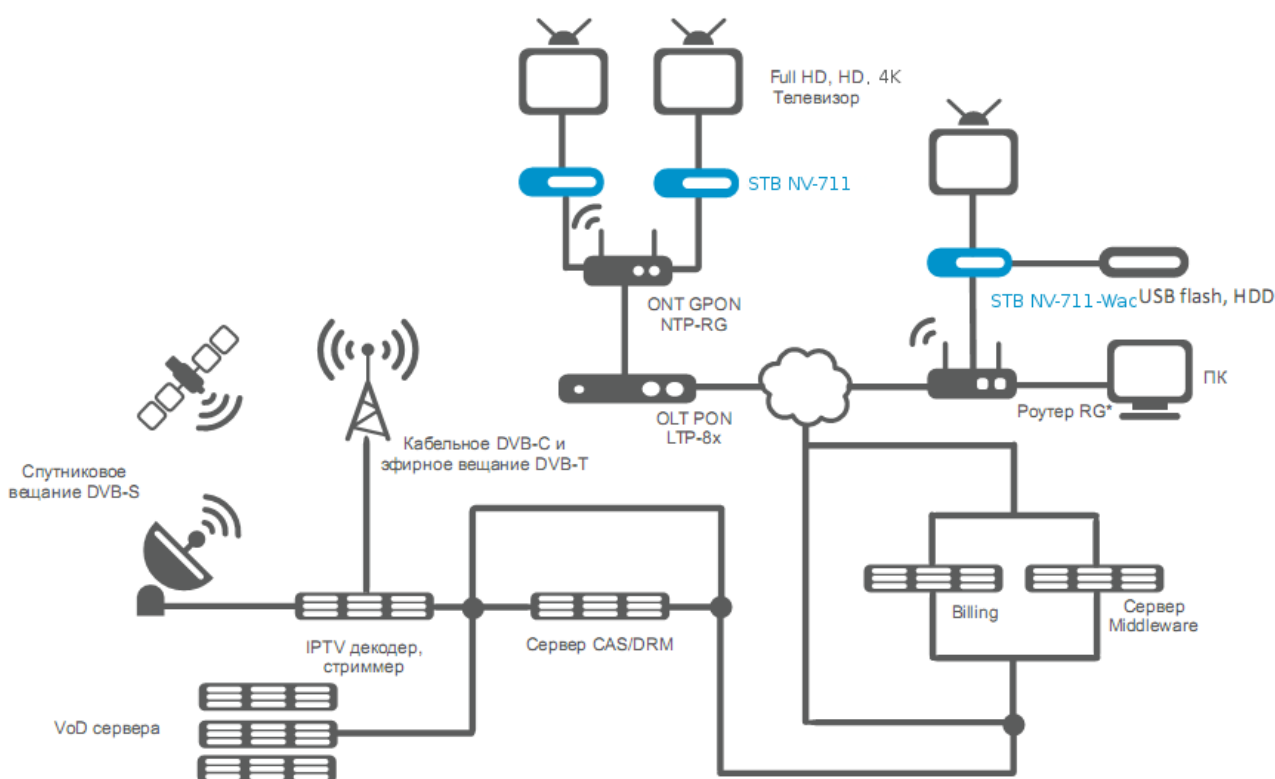 Full HD, HD, 4K
Телевизор
STB NV-711
STB NV-711-Wac
USB flash, HDD
ONT GPON
NTP-RG
ПК
Роутер RG*
OLT PON
LTP-8x
Кабельное DVB-C и
эфирное вещание DVB-T
Спутниковое
вещание DVB-S
Billing
Сервер
Middleware
IPTV декодер,
стриммер
Сервер CAS/DRM
VoD сервера